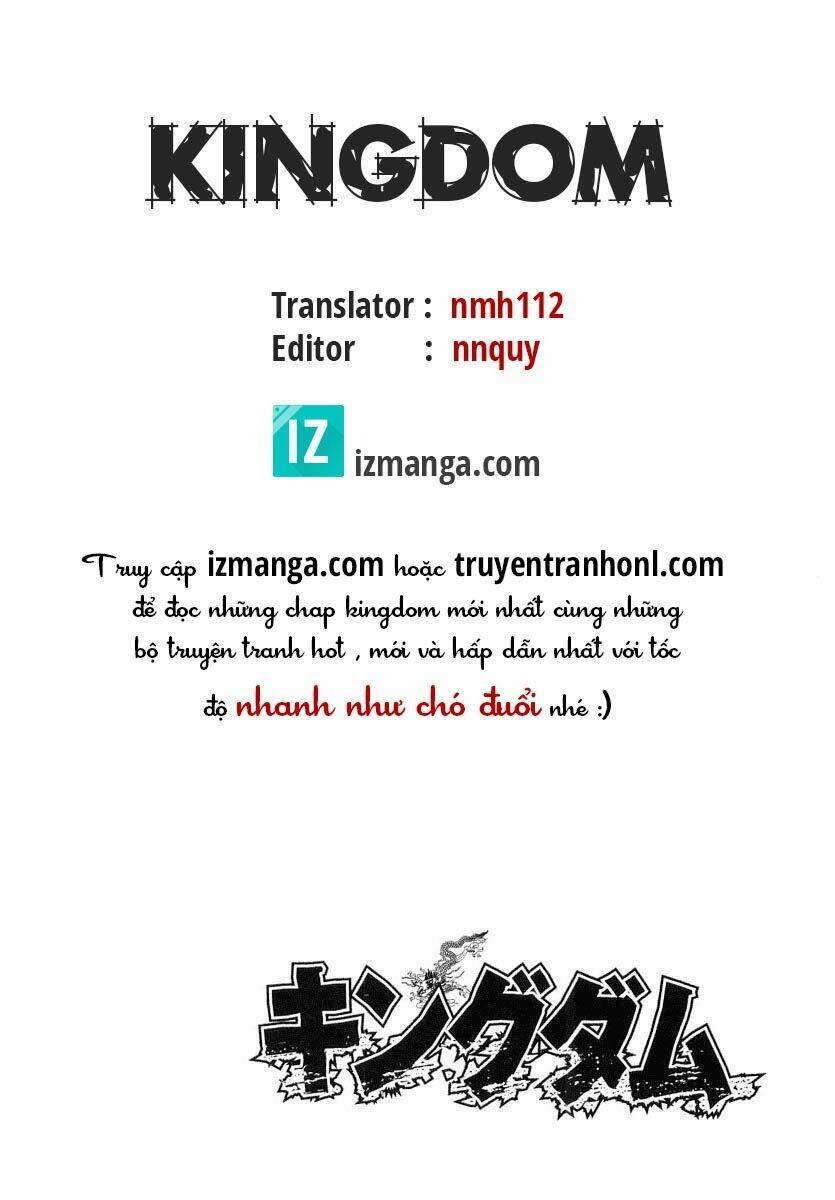 KINGDOM
Translator : nmh112
Editor : nnquy
IZ izmanga.com
Truy cập izmanga.com hoặc truyentranhonl.com
để đọc những chap kingdom mới nhất cùng những
bộ truyện tranh hot , mới và hấp dẫn nhất với tốc
độ nhanh như chó đuổi nhé :)
キングダム